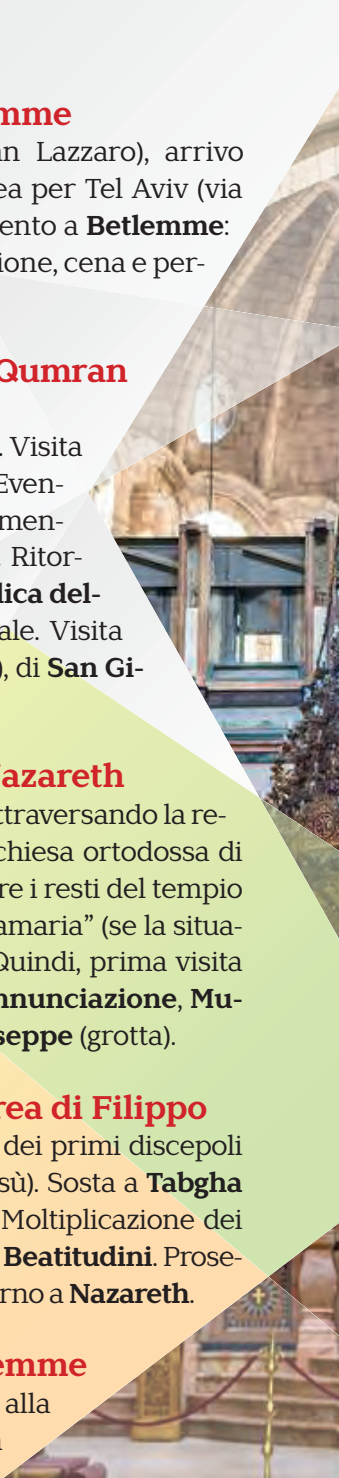 mme
n Lazzaro), arrivo
ea per Tel Aviv (via
ento a Betlemme:
ione, cena e per-
Qumran
. Visita
Even-
men-
. Ritor-
lica del-
ale. Visita
), di San Gi-
Nazareth
ttraversando la re-
chiesa ortodossa di
re i resti del tempio
amaria” (se la situa-
Quindi, prima visita
nnunciazione, Mu-
seppe (grotta).
rea di Filippo
dei primi discepoli
sù). Sosta a Tabgha
Moltiplicazione dei
Beatitudini. Prose-
rno a Nazareth.
emme
alla